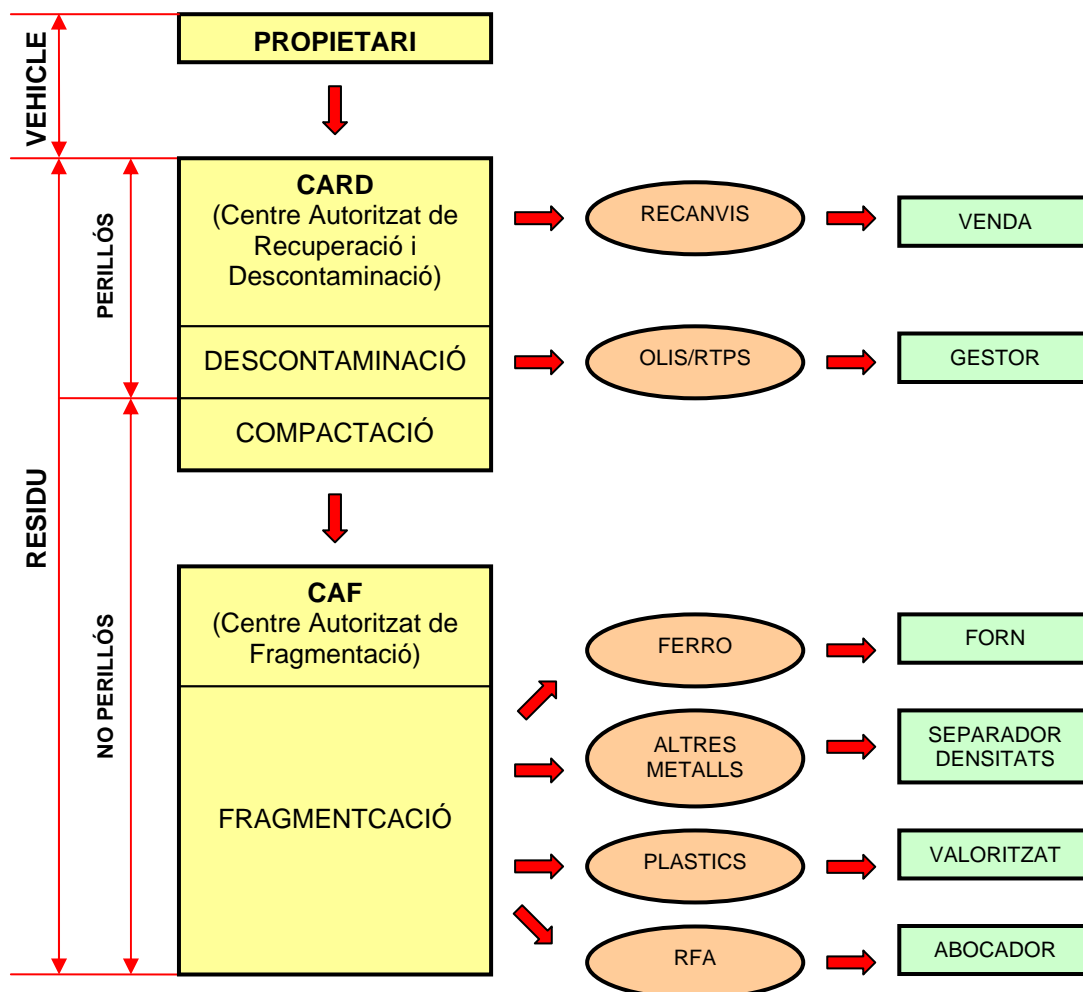 VEHICLE
PROPIETARI
RESIDU
PERILLÓS
CARD
(Centre Autoritzat de
Recuperació i
Descontaminació)
RECANVIS
VENDA
DESCONTAMINACIÓ
OLIS/RTPS
GESTOR
COMPACTACIÓ
NO PERILLÓS
CAF
(Centre Autoritzat de
Fragmentació)
FRAGMENTCACIÓ
FERRO
FORN
ALTRES
METALLS
SEPARADOR
DENSITATS
PLASTICS
VALORITZAT
RFA
ABOCADOR